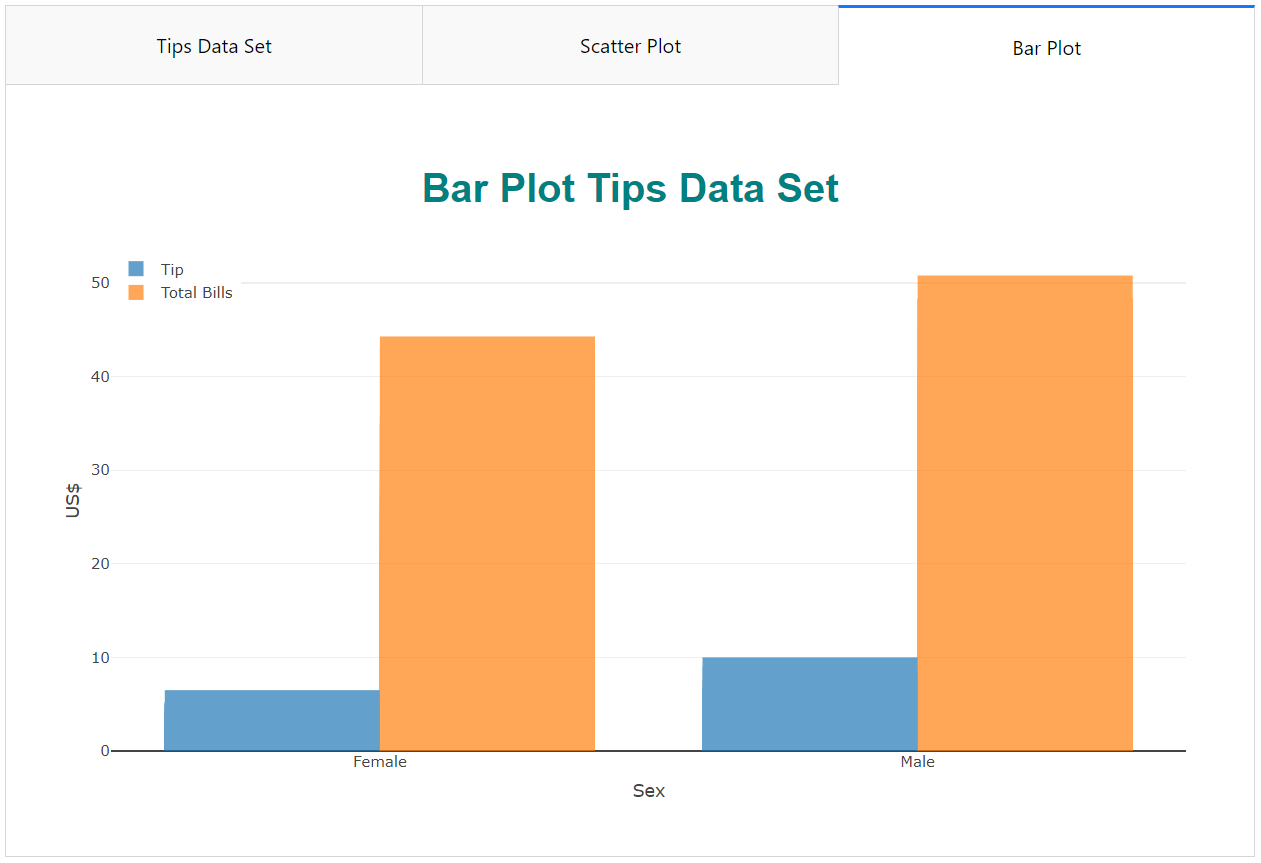 Tips Data Set
Scatter Plot
Bar Plot
Bar Plot Tips Data Set
Tip
Total Bills
50
40
30
20
10
0
US$
Female
Male
Sex